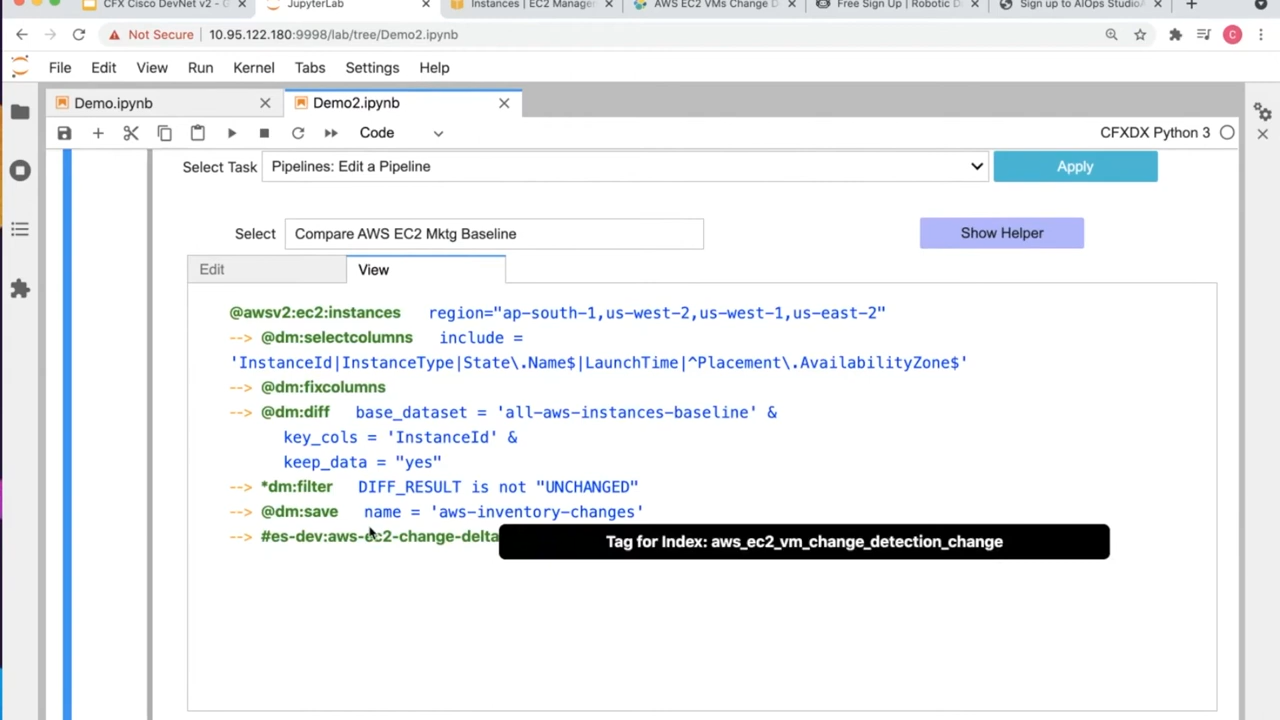 CFX Cisco DevNet v2 - G
JupyterLab
Instances | EC2 Manager
AWS EC2 VMs Change D
Free Sign Up | Robotic D
Sign up to AIOps Studio
Not Secure
10.95.122.180:9998/lab/tree/Demo2.ipynb
C
File Edit View Run Kernel Tabs Settings Help
Demo.ipynb
Demo2.ipynb
Code
CFXDX Python 3
Select Task
Pipelines: Edit a Pipeline
Apply
Select
Compare AWS EC2 Mktg Baseline
Show Helper
Edit
View
@awsv2:ec2:instances region="ap-south-1,us-west-2,us-west-1,us-east-2"
--> @dm:selectcolumns include =
'InstanceId|InstanceType|State\.Name$|LaunchTime|^Placement\.AvailabilityZone$'
--> @dm:fixcolumns
--> @dm:diff base_dataset = 'all-aws-instances-baseline' &
key_cols = 'InstanceId' &
keep_data = "yes"
--> *dm:filter DIFF_RESULT is not "UNCHANGED"
--> @dm:save name = 'aws-inventory-changes'
--> #es-dev:aws-ec2-change-delta
Tag for Index: aws_ec2_vm_change_detection_change